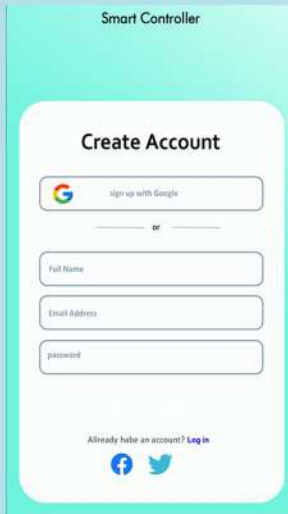 Smart Controller
Create Account
sign up with Google
or
Full Name
Email Address
password
Allready habe an account? Log in